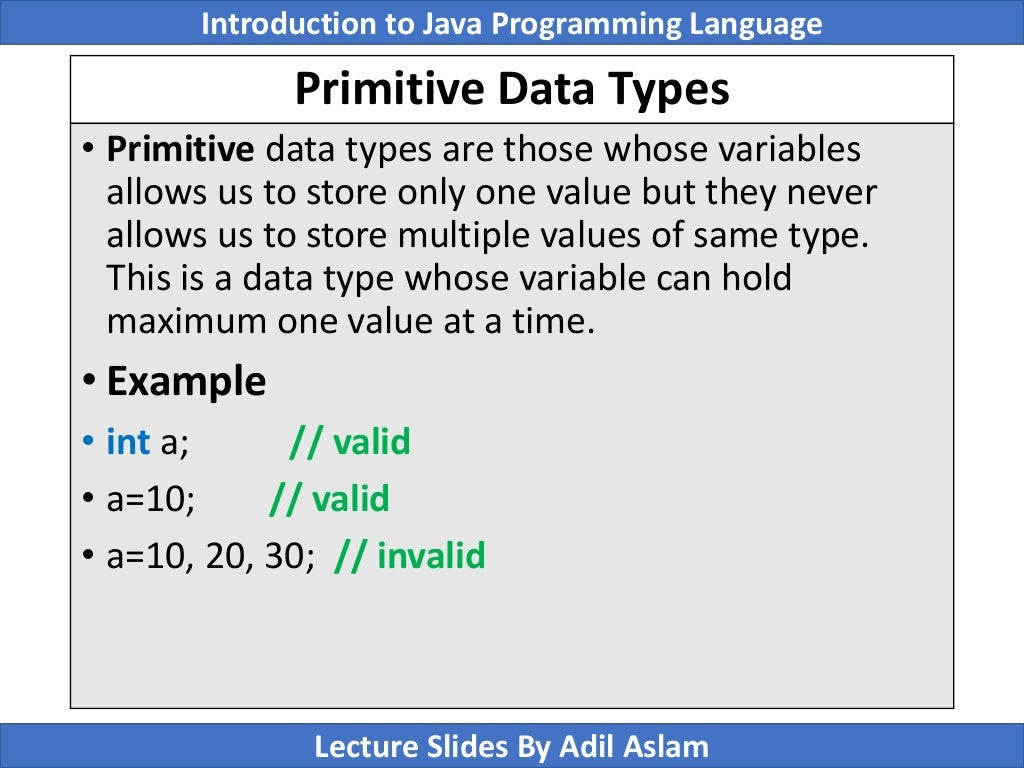 Introduction to Java Programming Language
Primitive Data Types
• Primitive data types are those whose variables
allows us to store only one value but they never
allows us to store multiple values of same type.
This is a data type whose variable can hold
maximum one value at a time.
• Example
• int a; // valid
• a=10; // valid
• a=10, 20, 30; // invalid
Lecture Slides By Adil Aslam